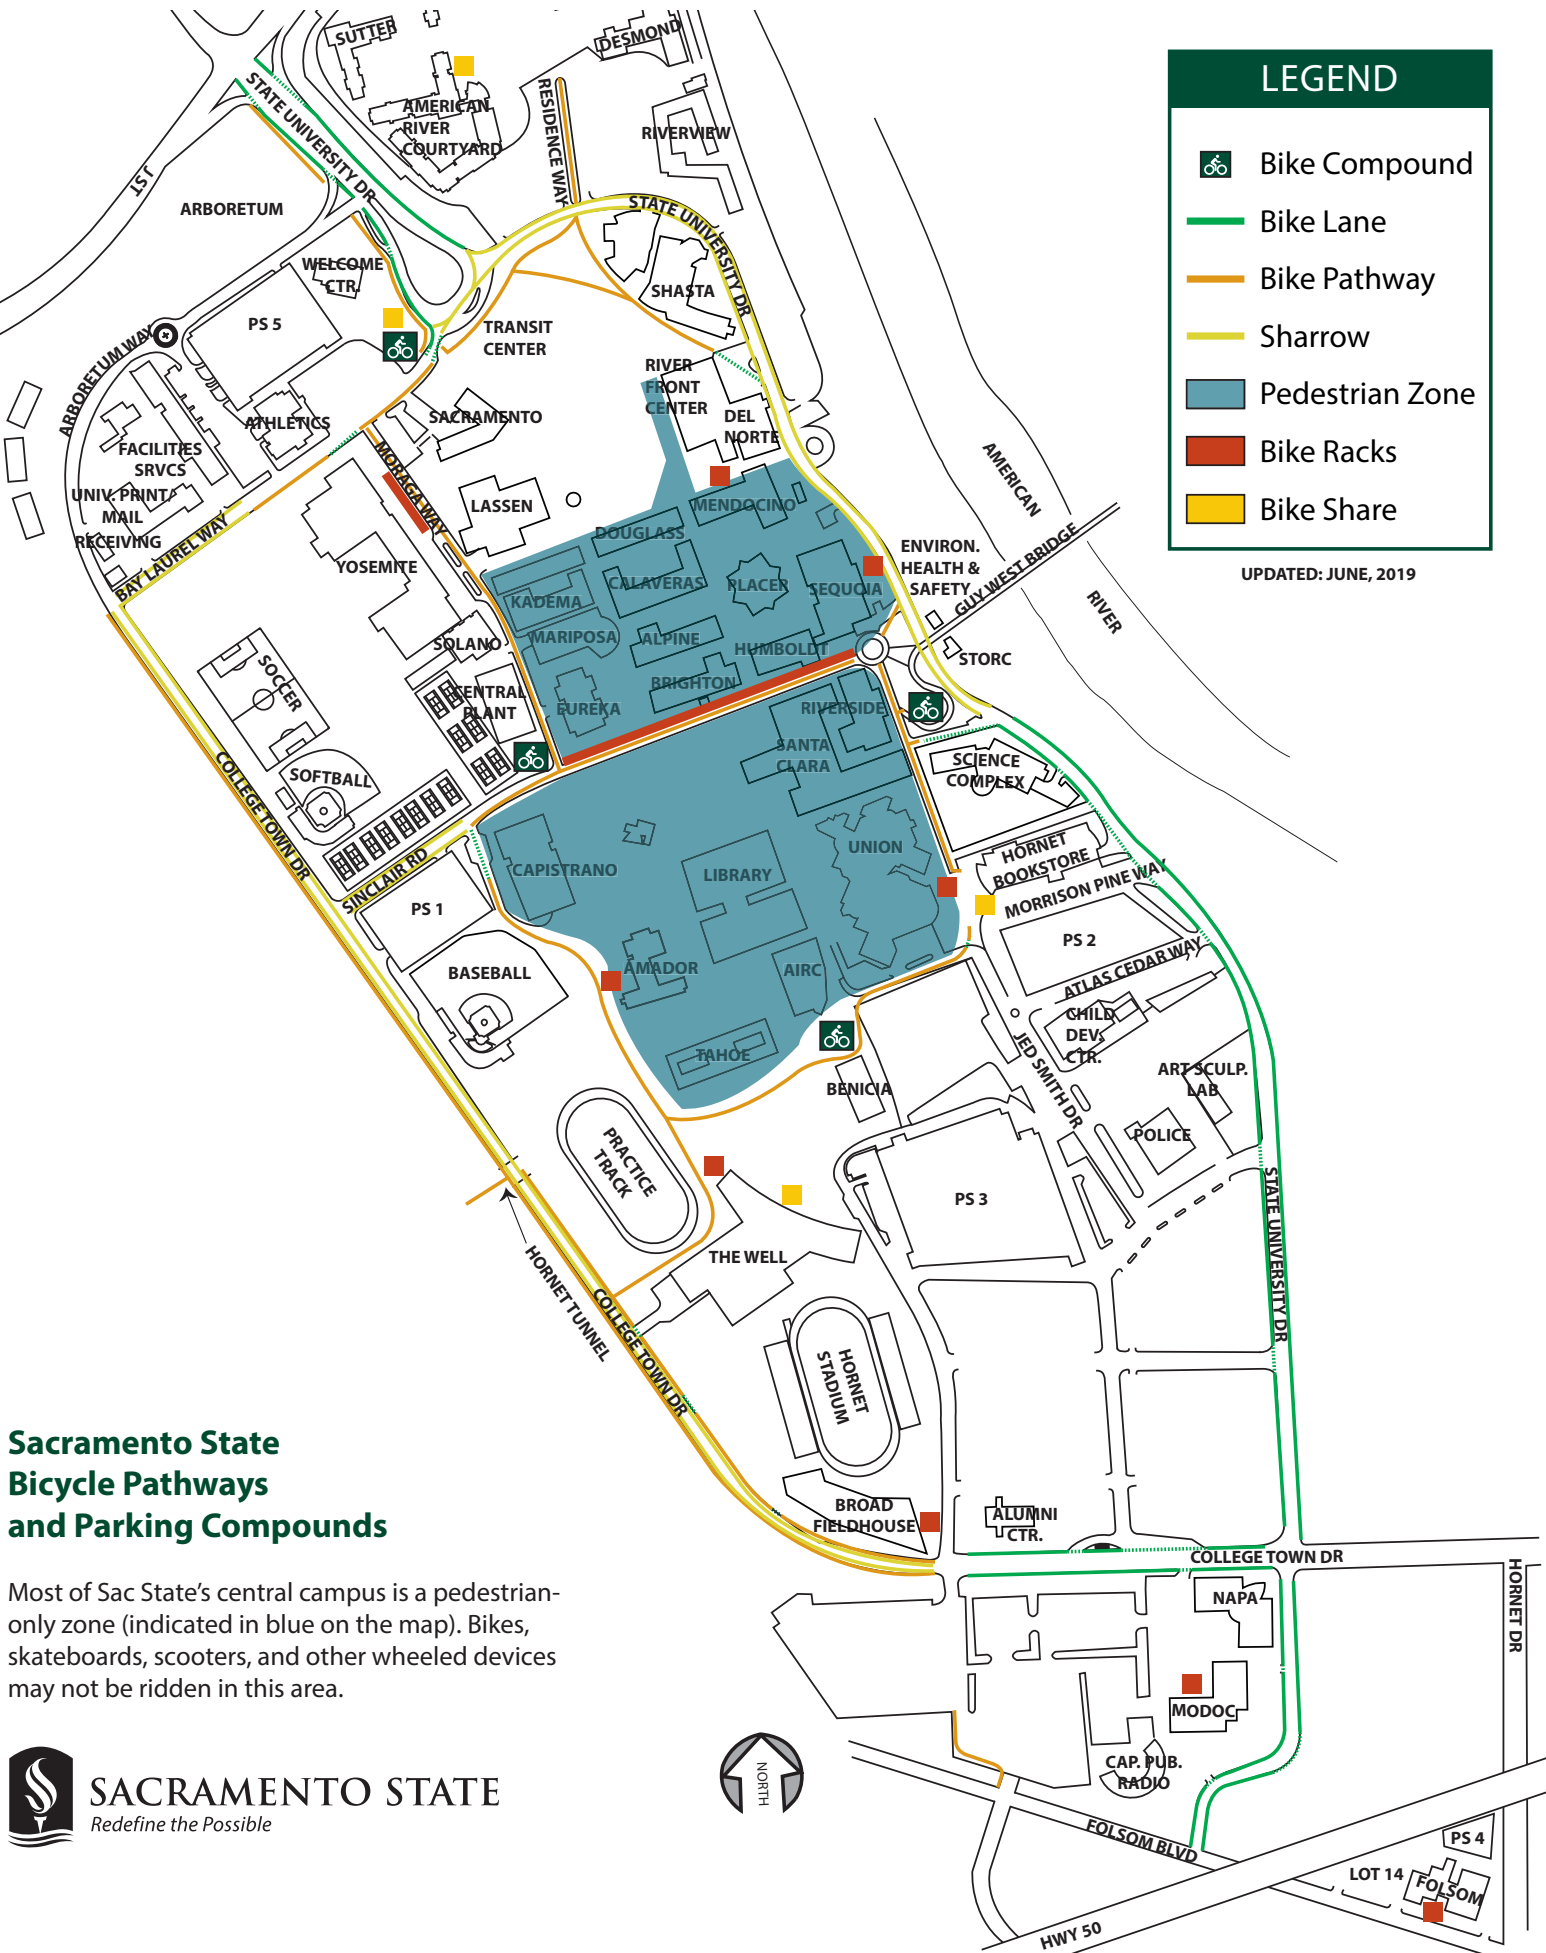 SUTTER
DESMOND
AMERICAN
RIVER
COURTYARD
RESIDENCE WAY
RIVERVIEW
STATE UNIVERSITY DR
J ST
ARBORETUM
STATE UNIVERSITY DR
WELCOME
CTR.
PS 5
SHASTA
TRANSIT
CENTER
ARBORETUM WAY
RIVER
FRONT
CENTER
DEL
NORTE
ATHLETICS
SACRAMENTO
FACILITIES
SRVCS
MORAGA WAY
UNIV. PRINT/
MAIL
RECEIVING
LASSEN
MENDOCINO
DOUGLASS
AMERICAN
RIVER
BAY LAUREL WAY
YOSEMITE
KADEMA
CALAVERAS
PLACER
SEQUOIA
ENVIRON.
HEALTH &
SAFETY
GUY WEST BRIDGE
SOLANO
MARIPOSA
ALPINE
HUMBOLDT
STORC
SOCCER
CENTRAL
PLANT
EUREKA
BRIGHTON
RIVERSIDE
SANTA
CLARA
SCIENCE
COMPLEX
SOFTBALL
COLLEGE TOWN DR
SINCLAIR RD
CAPISTRANO
LIBRARY
UNION
HORNET
BOOKSTORE
MORRISON PINE WAY
PS 1
PS 2
ATLAS CEDAR WAY
BASEBALL
AMADOR
AIRC
CHILD
DEV.
CTR.
JED SMITH DR
TAHOE
BENICIA
ART SCULP.
LAB
POLICE
PRACTICE
TRACK
PS 3
STATE UNIVERSITY DR
THE WELL
HORNET TUNNEL
COLLEGE TOWN DR
HORNET
STADIUM
BROAD
FIELDHOUSE
ALUMNI
CTR.
COLLEGE TOWN DR
HORNET DR
NAPA
MODOC
CAP. PUB.
RADIO
FOLSOM BLVD
PS 4
LOT 14
FOLSOM
HWY 50
NORTH
LEGEND
Bike Compound
Bike Lane
Bike Pathway
Sharrow
Pedestrian Zone
Bike Racks
Bike Share
UPDATED: JUNE, 2019
Sacramento State
Bicycle Pathways
and Parking Compounds
Most of Sac State’s central campus is a pedestrian-
only zone (indicated in blue on the map). Bikes,
skateboards, scooters, and other wheeled devices
may not be ridden in this area.
SACRAMENTO STATE
Redefine the Possible